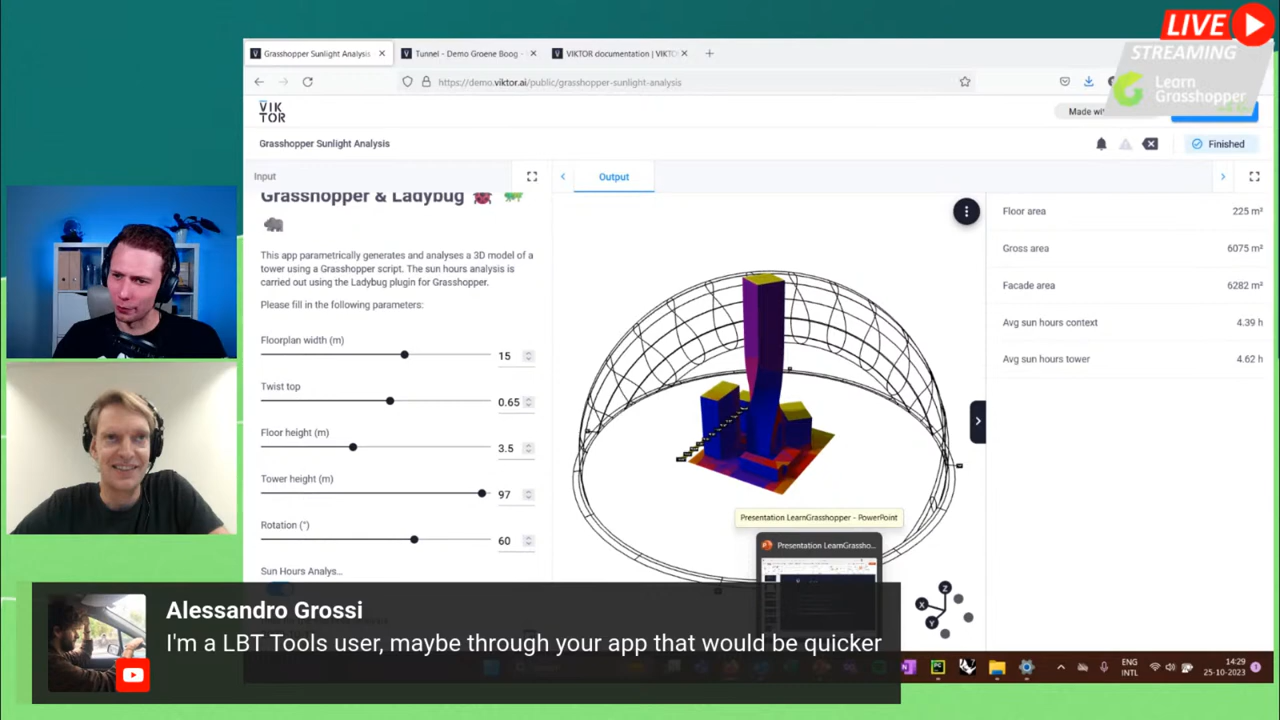 LIVE
STREAMING
Learn
Grasshopper
Grasshopper Sunlight Analysis
Tunnel - Demo Groene Boog -
VIKTOR documentation | VIKTO
https://demo.viktor.ai/public/grasshopper-sunlight-analysis
VIK
TOR
Made wi
Grasshopper Sunlight Analysis
Finished
Input
Output
Grasshopper & Ladybug
This app parametrically generates and analyses a 3D model of a
tower using a Grasshopper script. The sun hours analysis is
carried out using the Ladybug plugin for Grasshopper.
Please fill in the following parameters:
Floorplan width (m)
15
Twist top
0.65
Floor height (m)
3.5
Tower height (m)
97
Rotation (°)
60
Sun Hours Analys...
Floor area 225 m²
Gross area 6075 m²
Facade area 6282 m²
Avg sun hours context 4.39 h
Avg sun hours tower 4.62 h
Presentation LearnGrasshopper - PowerPoint
Presentation LearnGrassho...
Z
X
Y
Alessandro Grossi
I'm a LBT Tools user, maybe through your app that would be quicker
ENG
INTL
14:29
25-10-2023